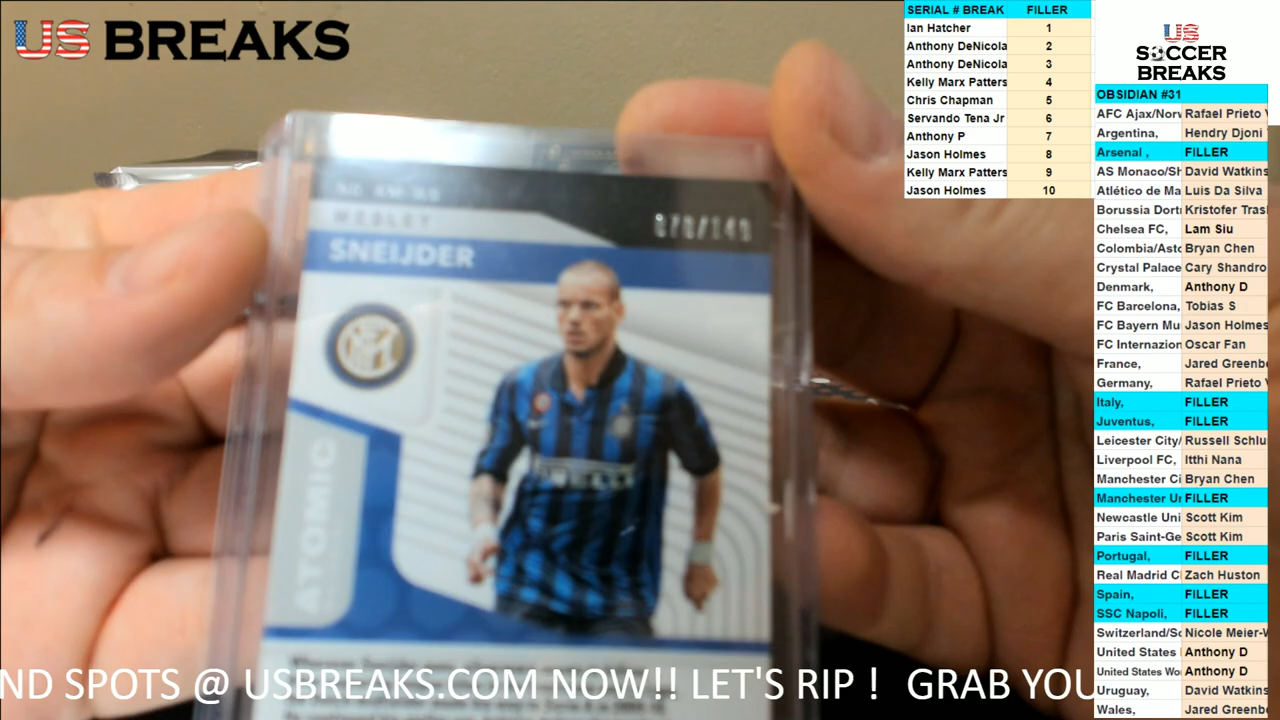 US BREAKS
SERIAL # BREAK FILLER
Ian Hatcher 1
Anthony DeNicola 2
Anthony DeNicola 3
Kelly Marx Patters 4
Chris Chapman 5
Servando Tena Jr 6
Anthony P 7
Jason Holmes 8
Kelly Marx Patters 9
Jason Holmes 10
US
SOCCER
BREAKS
OBSIDIAN #31
AFC Ajax/Norw Rafael Prieto V
Argentina, Hendry Djoni
Arsenal , FILLER
AS Monaco/Sh David Watkins
Atlético de Ma Luis Da Silva
Borussia Dort Kristofer Tras
Chelsea FC, Lam Siu
Colombia/Asto Bryan Chen
Crystal Palace Cary Shandro
Denmark, Anthony D
FC Barcelona, Tobias S
FC Bayern Mu Jason Holmes
FC Internazion Oscar Fan
France, Jared Greenb
Germany, Rafael Prieto V
Italy, FILLER
Juventus, FILLER
Leicester City/ Russell Schlu
Liverpool FC, Itthi Nana
Manchester Ci Bryan Chen
Manchester Un FILLER
Newcastle Uni Scott Kim
Paris Saint-Ge Scott Kim
Portugal, FILLER
Real Madrid C Zach Huston
Spain, FILLER
SSC Napoli, FILLER
Switzerland/Sc Nicole Meier-W
United States Anthony D
United States Wo Anthony D
Uruguay, David Watkins
Wales, Jared Greenb
WESLEY
SNEIJDER
ATOMIC
PIRELLI
ND SPOTS @ USBREAKS.COM NOW!! LET'S RIP ! GRAB YOU